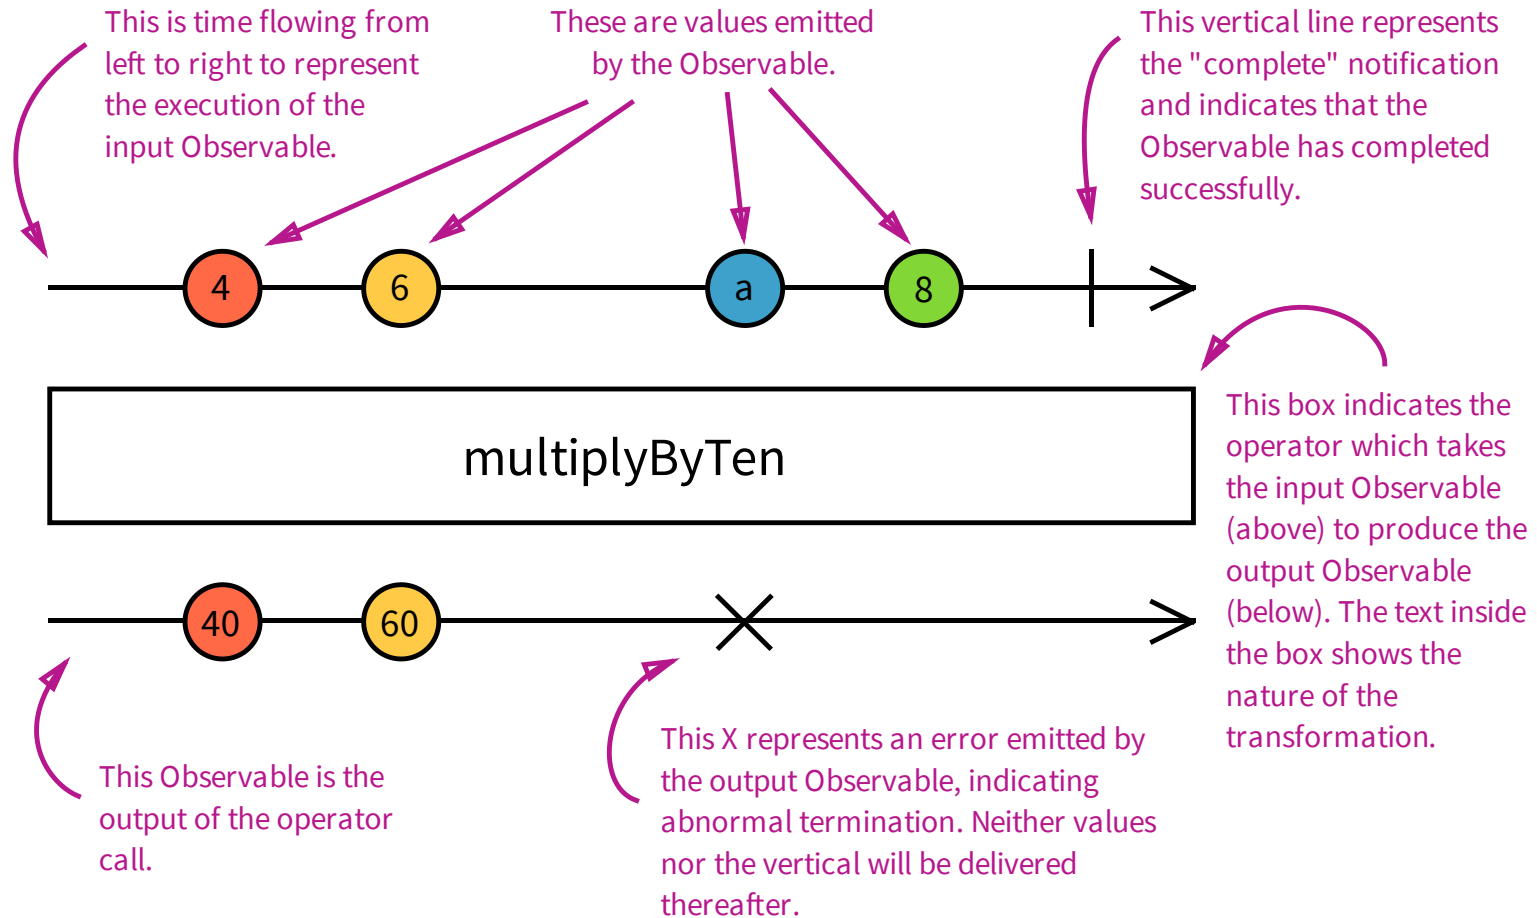 This is time flowing from
left to right to represent
the execution of the
input Observable.
These are values emitted
by the Observable.
This vertical line represents
the "complete" notification
and indicates that the
Observable has completed
successfully.
4
6
a
8
multiplyByTen
This box indicates the
operator which takes
the input Observable
(above) to produce the
output Observable
(below). The text inside
the box shows the
nature of the
transformation.
40
60
This Observable is the
output of the operator
call.
This X represents an error emitted by
the output Observable, indicating
abnormal termination. Neither values
nor the vertical will be delivered
thereafter.